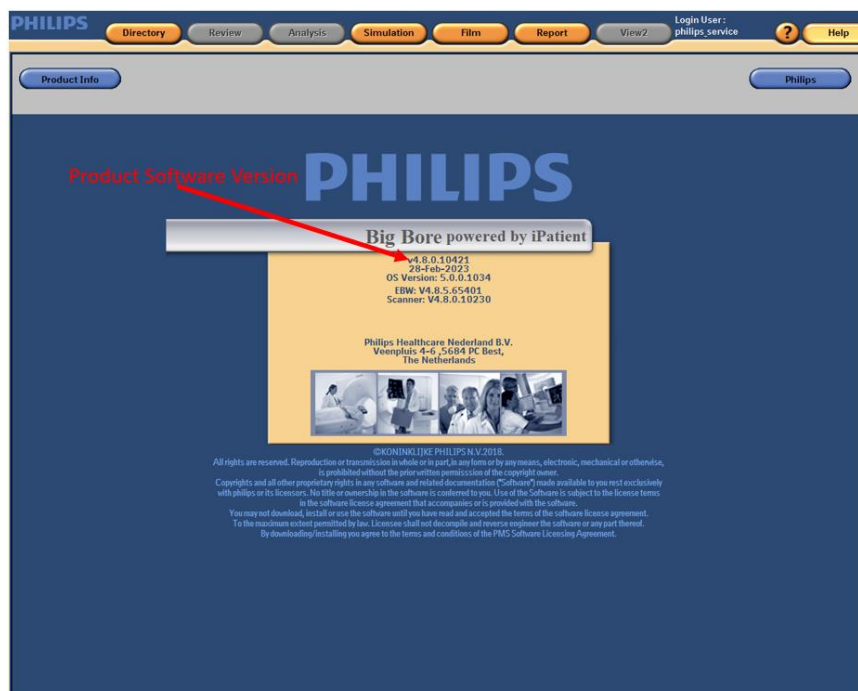 PHILIPS
Directory
Review
Analysis
Simulation
Film
Report
View2
Login User :
philips_service
?
Help
Product Info
Philips
Product Software Version
PHILIPS
Big Bore powered by iPatient
v4.8.0.10421
28-Feb-2023
OS Version: 5.0.0.1034
EBW: V4.8.5.65401
Scanner: V4.8.0.10230
Philips Healthcare Nederland B.V.
Veenpluis 4-6 ,5684 PC Best,
The Netherlands
©KONINKLIJKE PHILIPS N.V.2018.
All rights are reserved. Reproduction or transmission in whole or in part,in any form or by any means, electronic, mechanical or otherwise,
is prohibited without the prior written permisssion of the copyright owner.
Copyrights and all other proprietary rights in any software and related documentation ("Software") made available to you rest exclusively
with philips or its licensors. No title or ownership in the software is conferred to you. Use of the Software is subject to the license terms
in the software license agreement that accompanies or is provided with the software.
You may not download, install or use the software until you have read and accepted the terms of the software license agreement.
To the maximum extent permitted by law. Licensee shall not decompile and reverse engineer the software or any part thereol.
By downloading/installing you agree to the terms and conditions of the PMS Software Licensing Agreement.